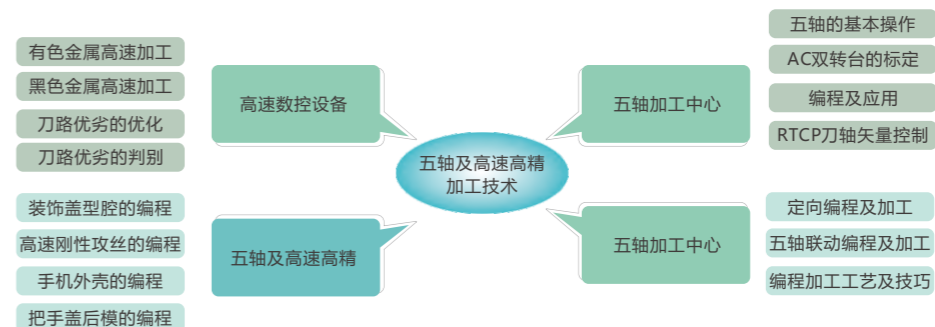 有色金属高速加工
黑色金属高速加工
刀路优劣的优化
刀路优劣的判别
高速数控设备
装饰盖型腔的编程
高速刚性攻丝的编程
手机外壳的编程
把手盖后模的编程
五轴及高速高精
五轴及高速高精
加工技术
五轴加工中心
五轴的基本操作
AC双转台的标定
编程及应用
RTCP刀轴矢量控制
五轴加工中心
定向编程及加工
五轴联动编程及加工
编程加工工艺及技巧